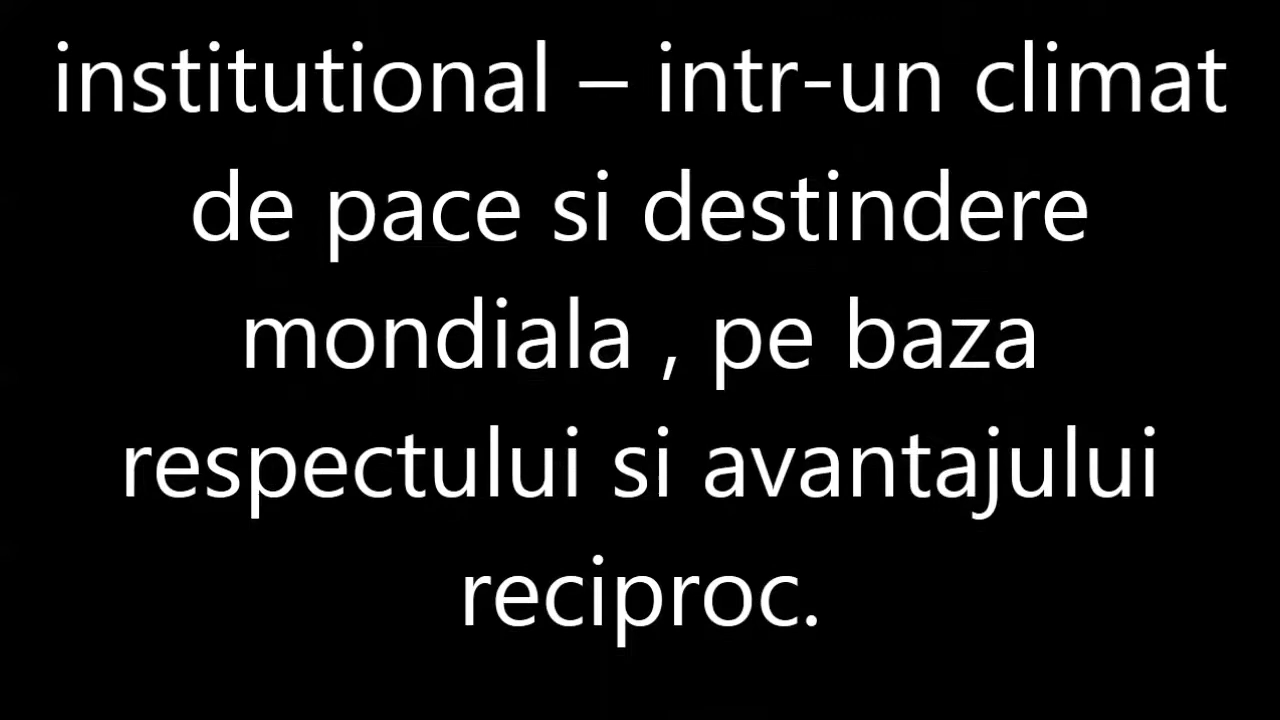 institutional – intr-un climat
de pace si destindere
mondiala , pe baza
respectului si avantajului
reciproc.